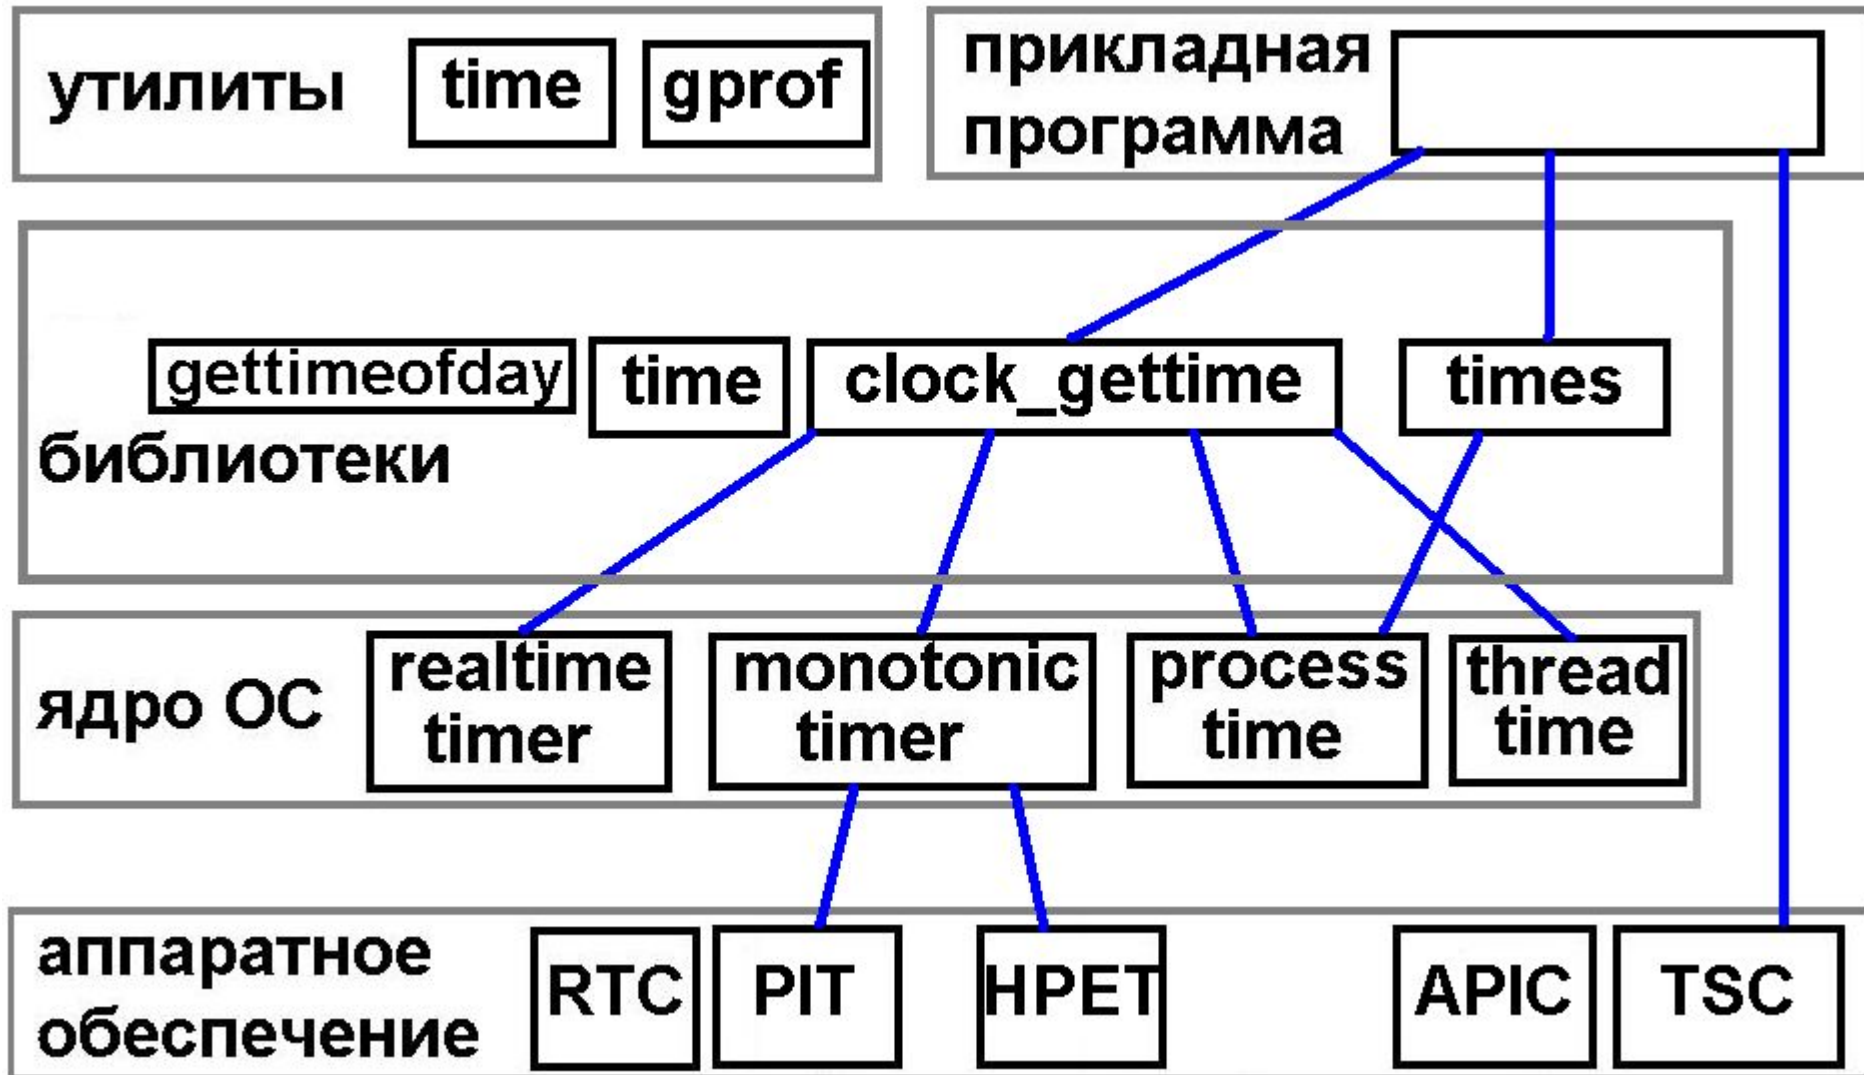 утилиты
time
gprof
прикладная
программа
gettimeofday
time
clock_gettime
times
библиотеки
ядро ОС
realtime
timer
monotonic
timer
process
time
thread
time
аппаратное
обеспечение
RTC
PIT
HPET
APIC
TSC